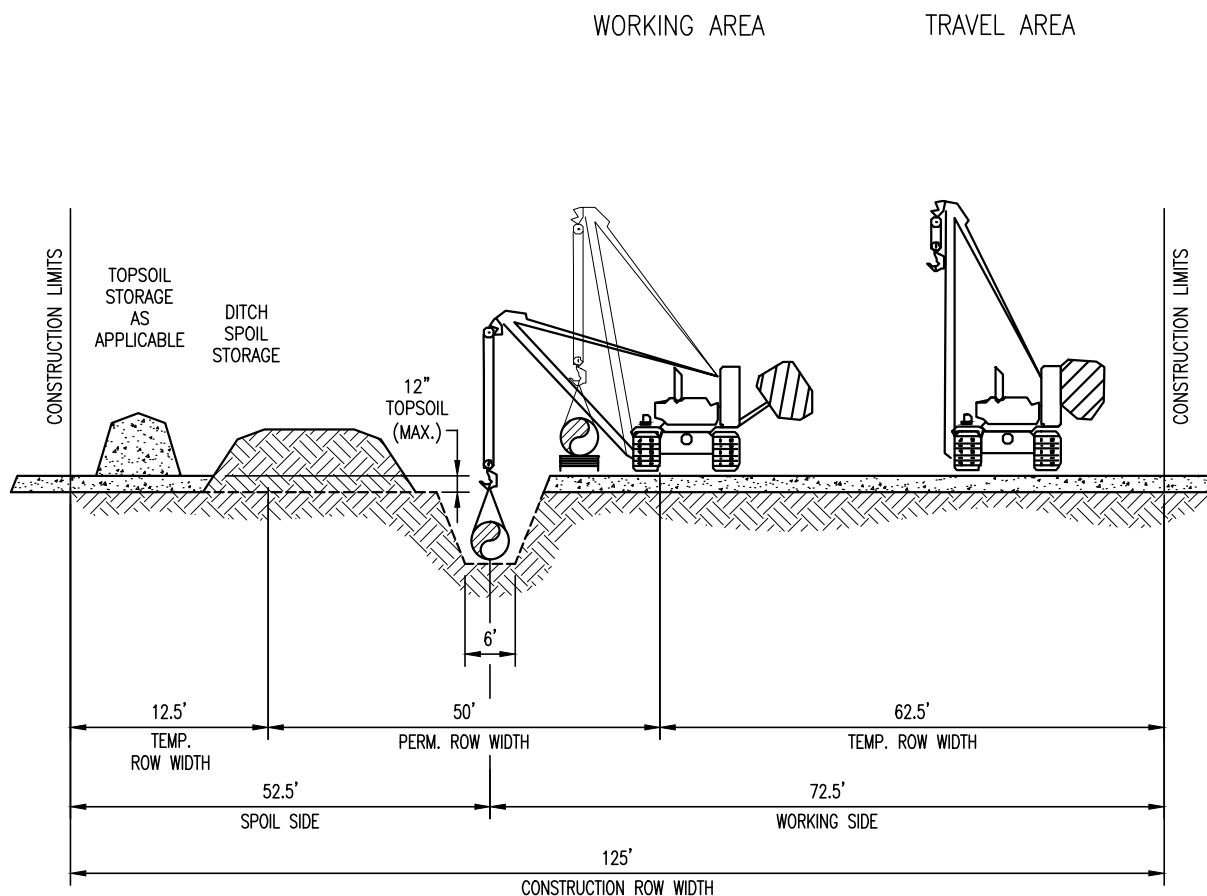 WORKING AREA
TRAVEL AREA
CONSTRUCTION LIMITS
TOPSOIL
STORAGE
AS
APPLICABLE
DITCH
SPOIL
STORAGE
12"
TOPSOIL
(MAX.)
CONSTRUCTION LIMITS
6'
12.5'
TEMP.
ROW WIDTH
50'
PERM. ROW WIDTH
62.5'
TEMP. ROW WIDTH
52.5'
SPOIL SIDE
72.5'
WORKING SIDE
125'
CONSTRUCTION ROW WIDTH